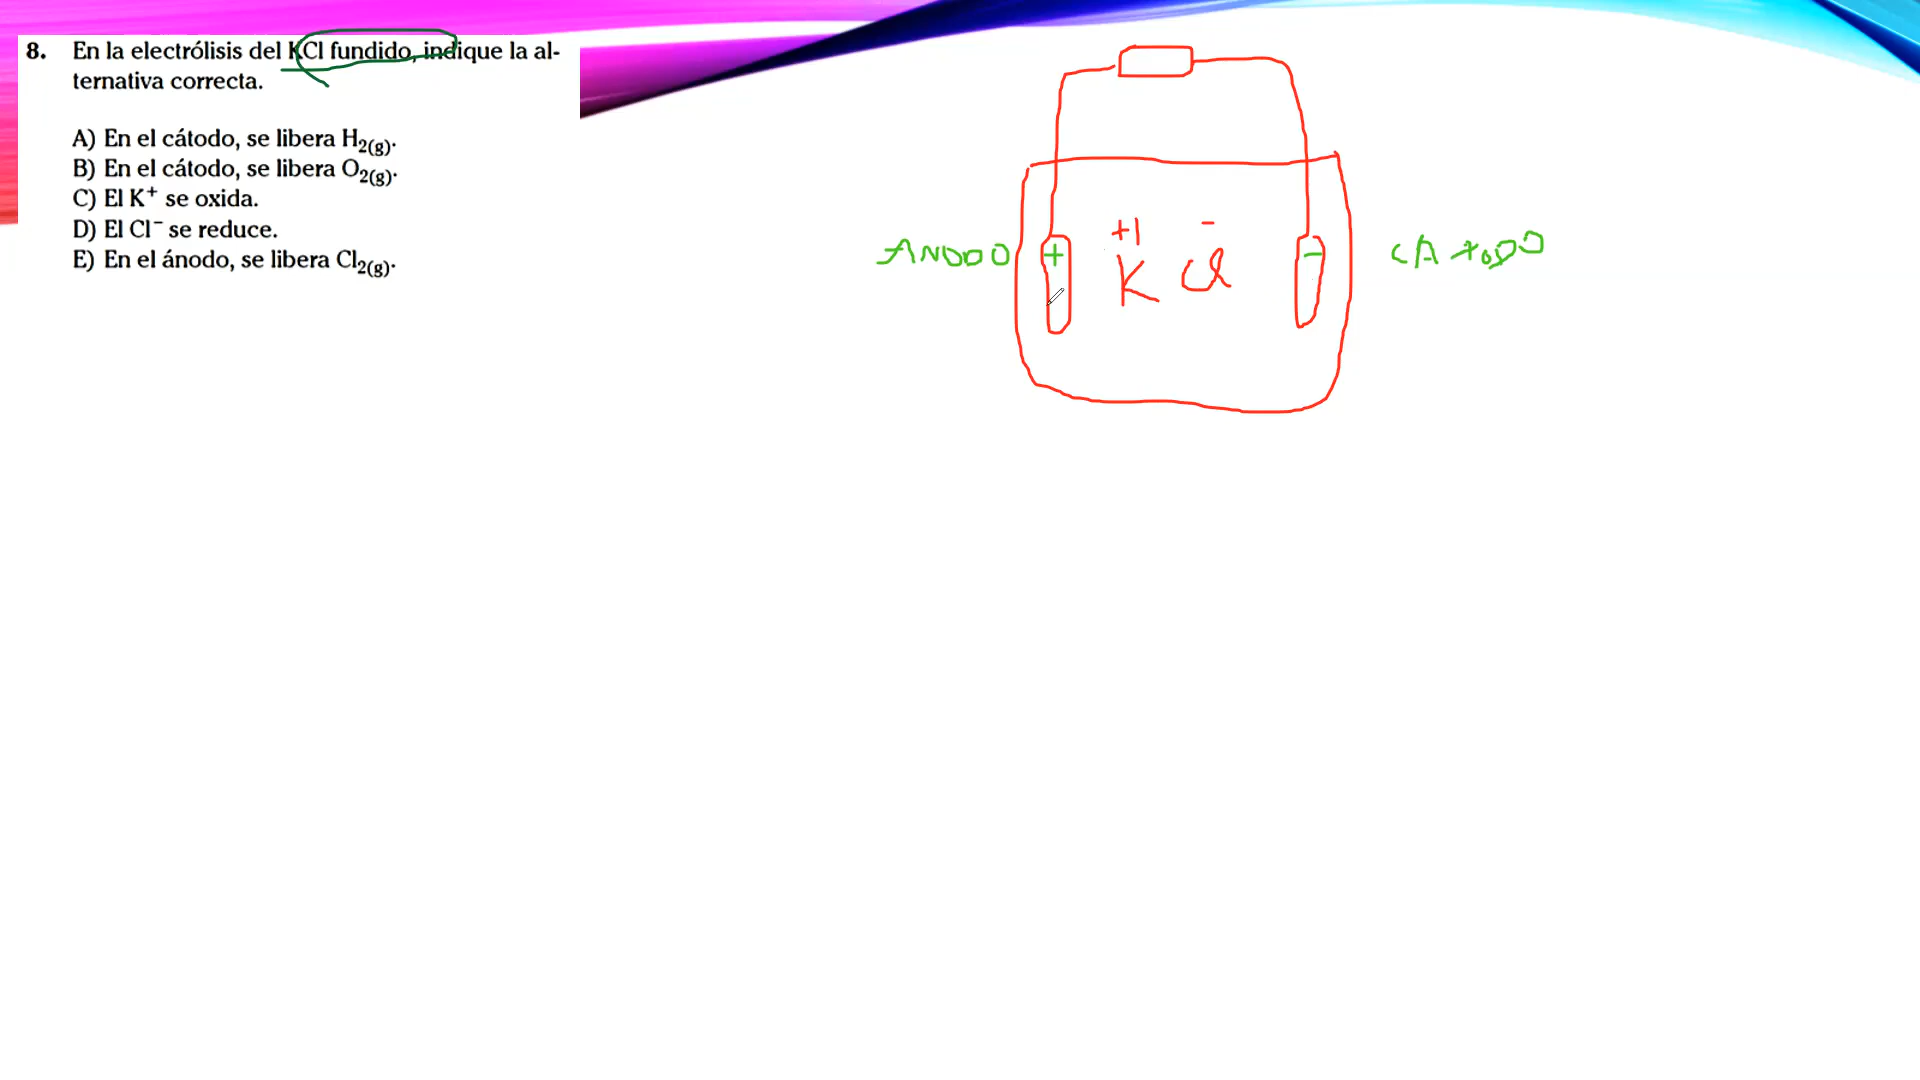 8. En la electrólisis del KCl fundido, indique la al-
ternativa correcta.
A) En el cátodo, se libera H2(g).
B) En el cátodo, se libera O2(g).
C) El K+ se oxida.
D) El Cl− se reduce.
E) En el ánodo, se libera Cl2(g).
+1 -
ANODO + K Cl - CATODO